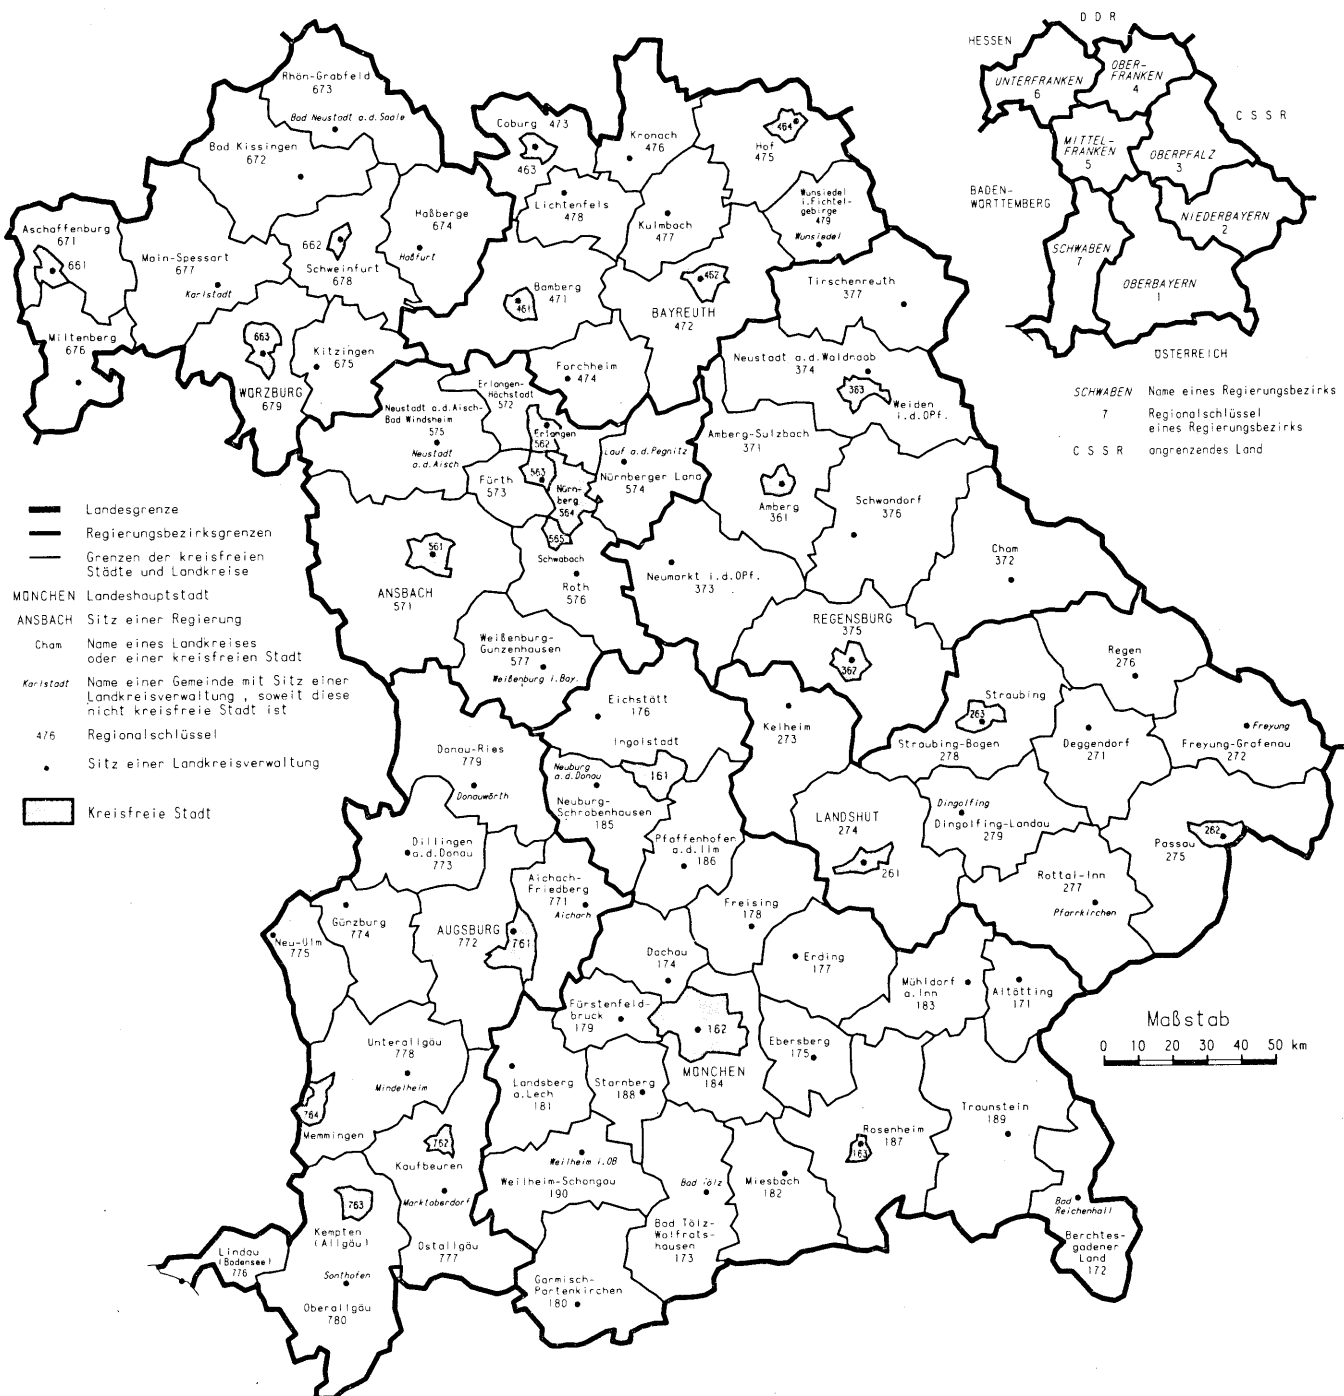 D D R
HESSEN
UNTERFRANKEN
6
OBER-
FRANKEN
4
C S S R
MITTEL-
FRANKEN
5
OBERPFALZ
3
BADEN-
WÜRTTEMBERG
NIEDERBAYERN
2
SCHWABEN
7
OBERBAYERN
1
ÖSTERREICH
SCHWABEN Name eines Regierungsbezirks
7 Regionalschlüssel
eines Regierungsbezirks
C S S R angrenzendes Land
Rhön-Grabfeld
673
Bad Neustadt a.d.Saale
Bad Kissingen
672
Coburg 473
463
Kronach
476
464
Hof
475
Aschaffenburg
671
661
Haßberge
674
Haßfurt
Lichtenfels
478
Kulmbach
477
Wunsiedel
i.Fichtel-
gebirge
479
Wunsiedel
Main-Spessart
677
Karlstadt
662
Schweinfurt
678
Bamberg
471
461
462
BAYREUTH
472
Tirschenreuth
377
Miltenberg
676
663
WÜRZBURG
679
Kitzingen
675
Forchheim
474
Neustadt a.d.Waldnaab
374
363
Weiden
i.d.OPf.
Erlangen-
Höchstadt
572
Neustadt a.d.Aisch-
Bad Windsheim
575
Neustadt
a.d.Aisch
Erlangen
562
Lauf a.d.Pegnitz
Nürnberger Land
574
Amberg-Sulzbach
371
Amberg
361
Fürth
573
563
Nürn-
berg
564
565
Schwabach
Roth
576
Schwandorf
376
Cham
372
561
ANSBACH
571
Neumarkt i.d.OPf.
373
Landesgrenze
Regierungsbezirksgrenzen
Grenzen der kreisfreien
Städte und Landkreise
MÜNCHEN Landeshauptstadt
ANSBACH Sitz einer Regierung
Cham Name eines Landkreises
oder einer kreisfreien Stadt
Karlstadt Name einer Gemeinde mit Sitz einer
Landkreisverwaltung , soweit diese
nicht kreisfreie Stadt ist
476 Regionalschlüssel
Sitz einer Landkreisverwaltung
Kreisfreie Stadt
Weißenburg-
Gunzenhausen
577
Weißenburg i.Bay.
REGENSBURG
375
362
Regen
276
Eichstätt
176
Ingolstadt
161
Kelheim
273
Straubing
263
Straubing-Bogen
278
Deggendorf
271
Freyung
Freyung-Grafenau
272
Donau-Ries
779
Donauwörth
Neuburg
a.d.Donau
Neuburg-
Schrobenhausen
185
Pfaffenhofen
a.d.Ilm
186
LANDSHUT
274
261
Dingolfing
Dingolfing-Landau
279
Passau
275
262
Dillingen
a.d.Donau
773
Aichach-
Friedberg
771
Aichach
Rottal-Inn
277
Pfarrkirchen
Günzburg
774
Neu-Ulm
775
AUGSBURG
772
761
Freising
178
Dachau
174
Erding
177
Mühldorf
a.Inn
183
Altötting
171
Fürstenfeld-
bruck
179
162
MÜNCHEN
184
Ebersberg
175
Maßstab
0 10 20 30 40 50 km
Unterallgäu
778
Mindelheim
764
Memmingen
Landsberg
a.Lech
181
Starnberg
188
Rosenheim
187
163
Traunstein
189
762
Kaufbeuren
Marktoberdorf
Weilheim i.OB
Weilheim-Schongau
190
Bad Tölz
Bad Tölz-
Wolfrats-
hausen
173
Miesbach
182
Bad
Reichenhall
Berchtes-
gadener
Land
172
763
Kempten
(Allgäu)
Ostallgäu
777
Lindau
(Bodensee)
776
Sonthofen
Oberallgäu
780
Garmisch-
Partenkirchen
180